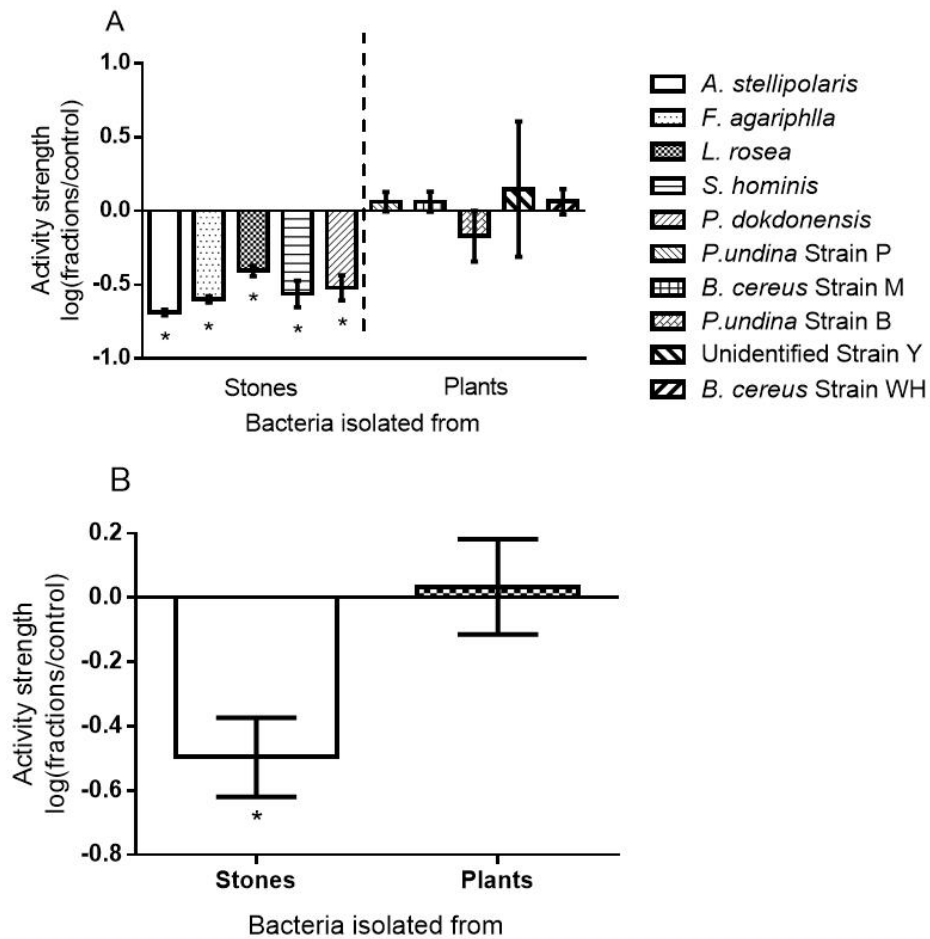 A
1.0
0.5
0.0
-0.5
-1.0
Activity strength
log(fractions/control)
* * * * *
Stones Plants
Bacteria isolated from
A. stellipolaris
F. agariphlla
L. rosea
S. hominis
P. dokdonensis
P.undina Strain P
B. cereus Strain M
P.undina Strain B
Unidentified Strain Y
B. cereus Strain WH
B
0.2
0.0
-0.2
-0.4
-0.6
-0.8
Activity strength
log(fractions/control)
*
Stones Plants
Bacteria isolated from